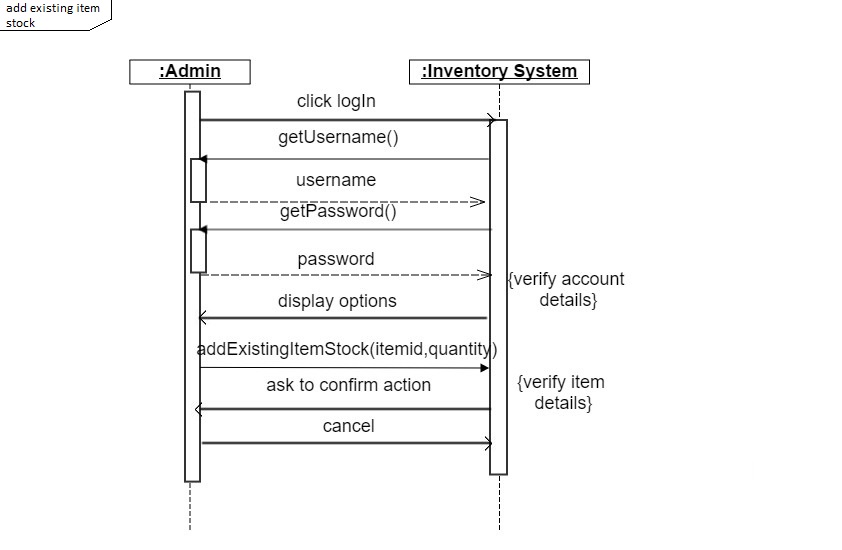 add existing item
stock
:Admin
:Inventory System
click logIn
getUsername()
username
getPassword()
password
{verify account
details}
display options
addExistingItemStock(itemid,quantity)
ask to confirm action
{verify item
details}
cancel